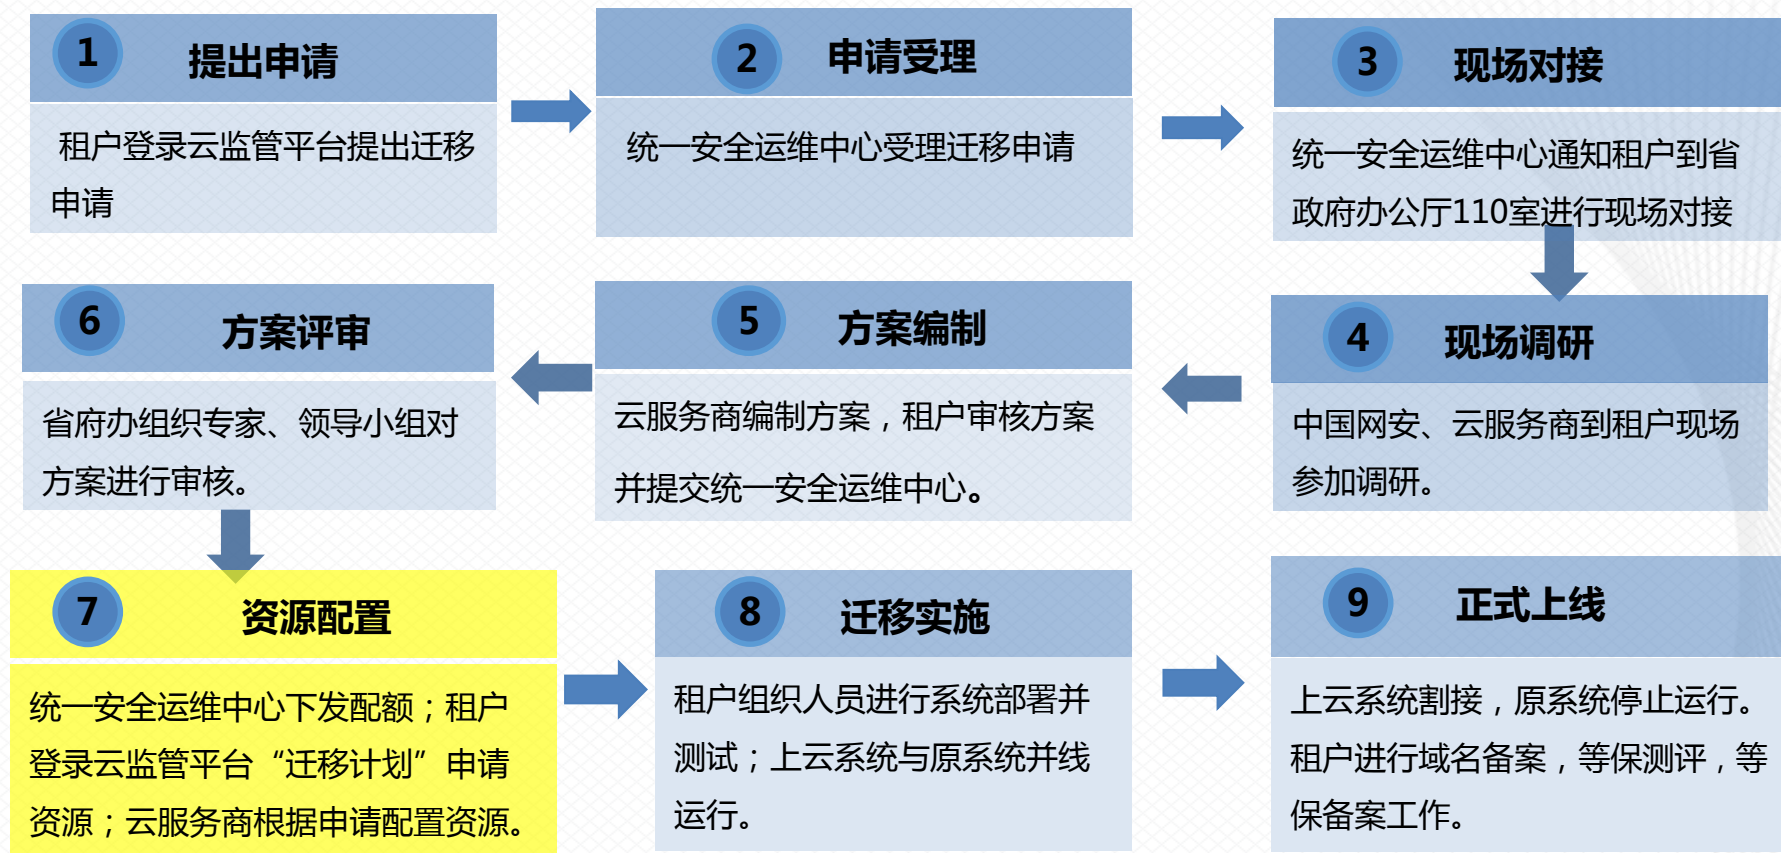 1 提出申请
租户登录云监管平台提出迁移
申请
2 申请受理
统一安全运维中心受理迁移申请
3 现场对接
统一安全运维中心通知租户到省
政府办公厅110室进行现场对接
4 现场调研
中国网安、云服务商到租户现场
参加调研。
5 方案编制
云服务商编制方案，租户审核方案
并提交统一安全运维中心。
6 方案评审
省府办组织专家、领导小组对
方案进行审核。
7 资源配置
统一安全运维中心下发配额；租户
登录云监管平台“迁移计划”申请
资源；云服务商根据申请配置资源。
8 迁移实施
租户组织人员进行系统部署并
测试；上云系统与原系统并线
运行。
9 正式上线
上云系统割接，原系统停止运行。
租户进行域名备案，等保测评，等
保备案工作。